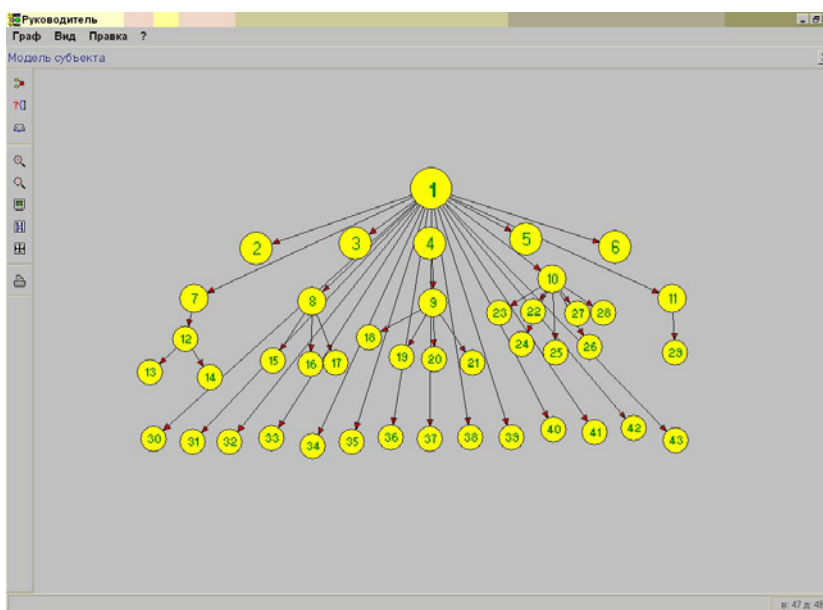 Руководитель
Граф Вид Правка ?
Модель субъекта
1
2 3 4 5 6
7 8 9 10 11
23 22 27 28
12 18 24 25 26 29
13 14 15 16 17 19 20 21
30 31 32 33 34 35 36 37 38 39 40 41 42 43
в: 47 д: 48